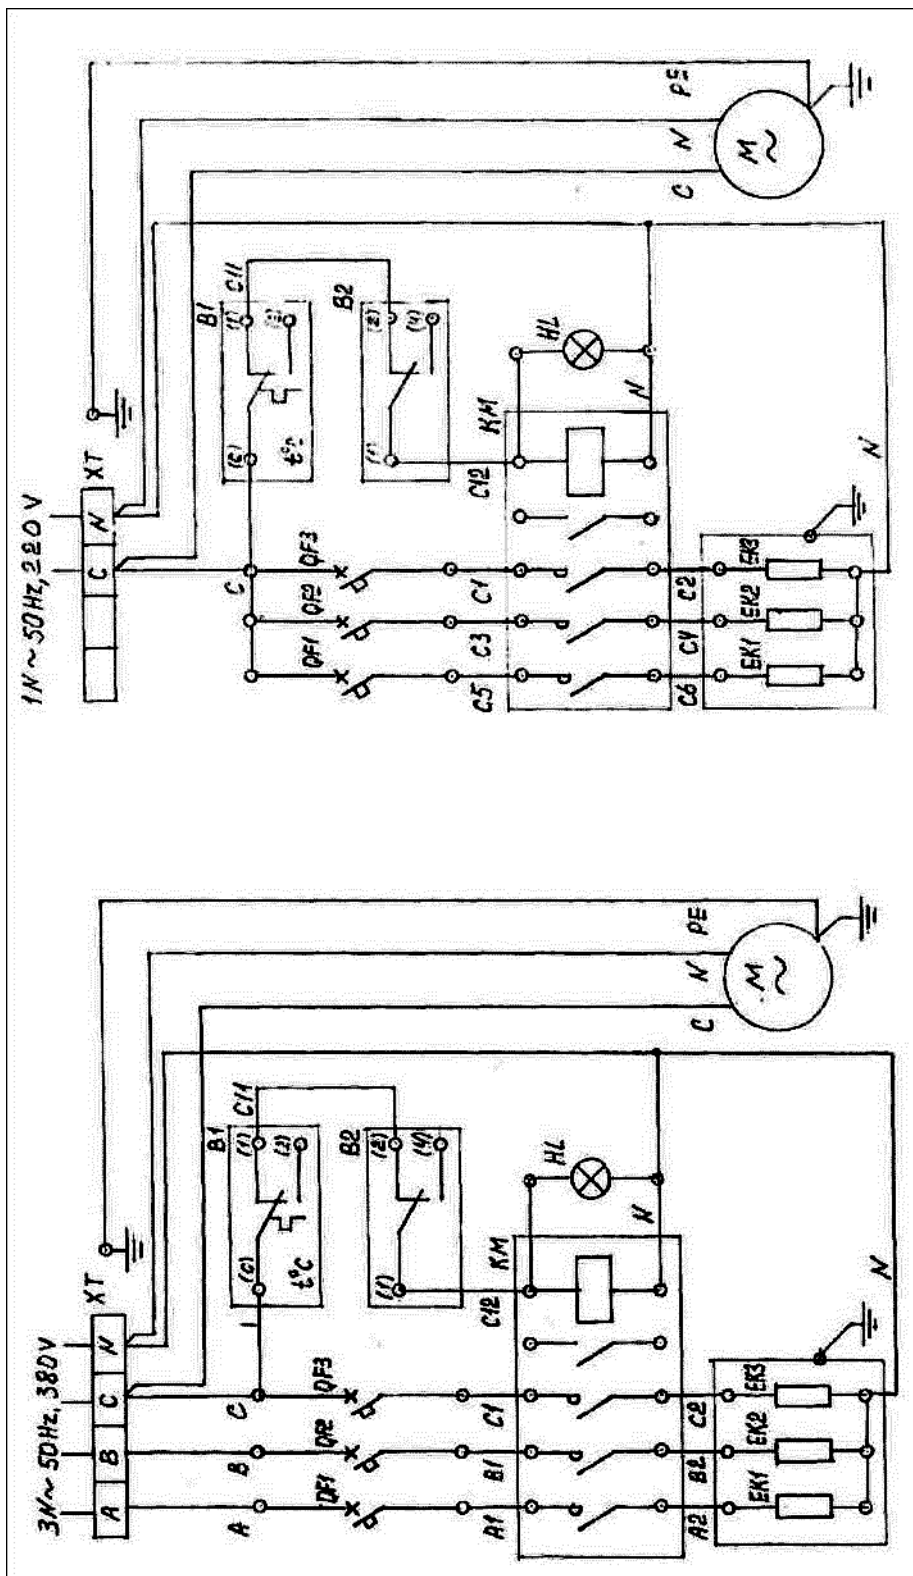 1N ~ 50Hz, 220V
XT
C
N
B1
C11
(1)
(2)
(C)
t°C
B2
(2)
(4)
(1)
C
QF1
QF2
QF3
C5
C3
C1
C12
KM
HL
N
C6
C4
C2
EK1
EK2
EK3
N
C
N
PE
M
~
3N ~ 50Hz, 380V
XT
A
B
C
N
B1
C11
(1)
(2)
(C)
t°C
B2
(2)
(4)
(1)
A
B
C
QF1
QF2
QF3
A1
B1
C1
C12
KM
HL
N
A2
B2
C2
EK1
EK2
EK3
N
C
N
PE
M
~